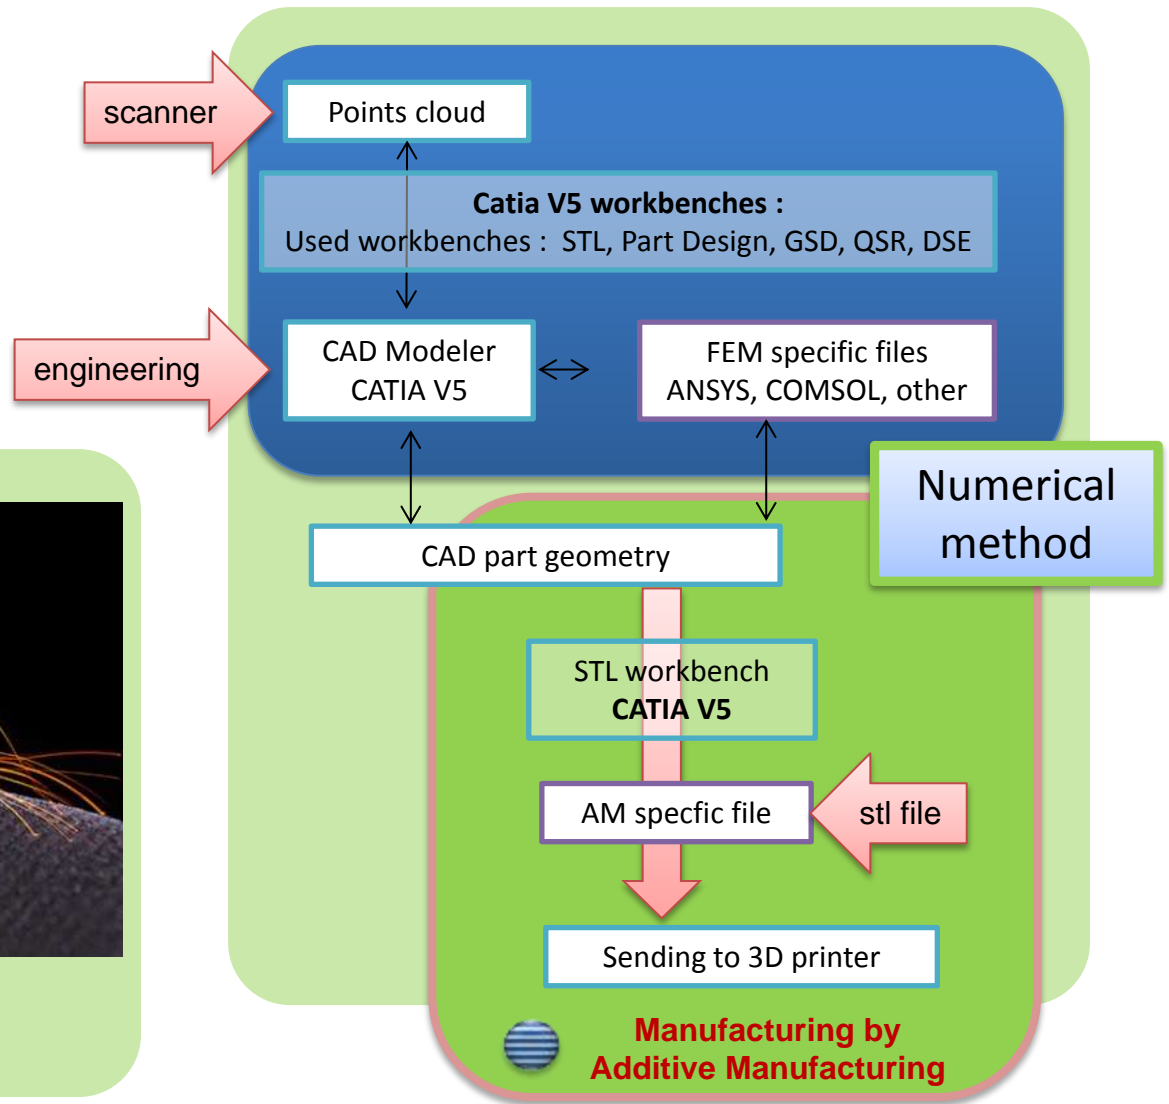 scanner
Points cloud
Catia V5 workbenches :
Used workbenches : STL, Part Design, GSD, QSR, DSE
engineering
CAD Modeler
CATIA V5
FEM specific files
ANSYS, COMSOL, other
Numerical
method
CAD part geometry
STL workbench
CATIA V5
AM specfic file
stl file
Sending to 3D printer
Manufacturing by
Additive Manufacturing